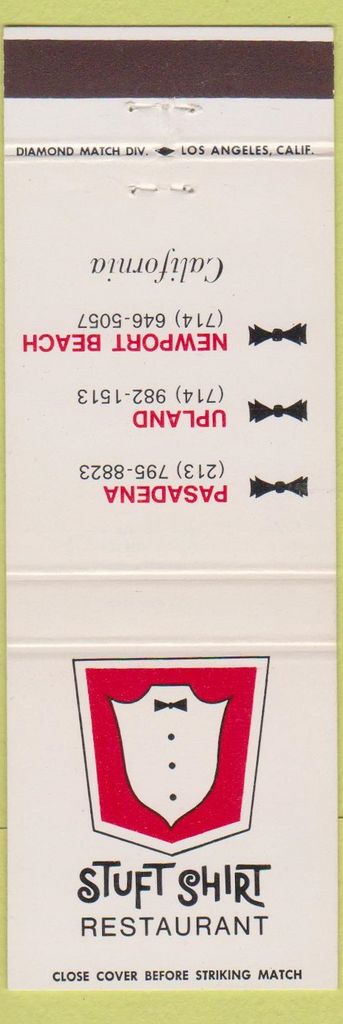 DIAMOND MATCH DIV. LOS ANGELES, CALIF.
PASADENA
(213) 795-8823
UPLAND
(714) 982-1513
NEWPORT BEACH
(714) 646-5057
California
STUFT SHIRT
RESTAURANT
CLOSE COVER BEFORE STRIKING MATCH